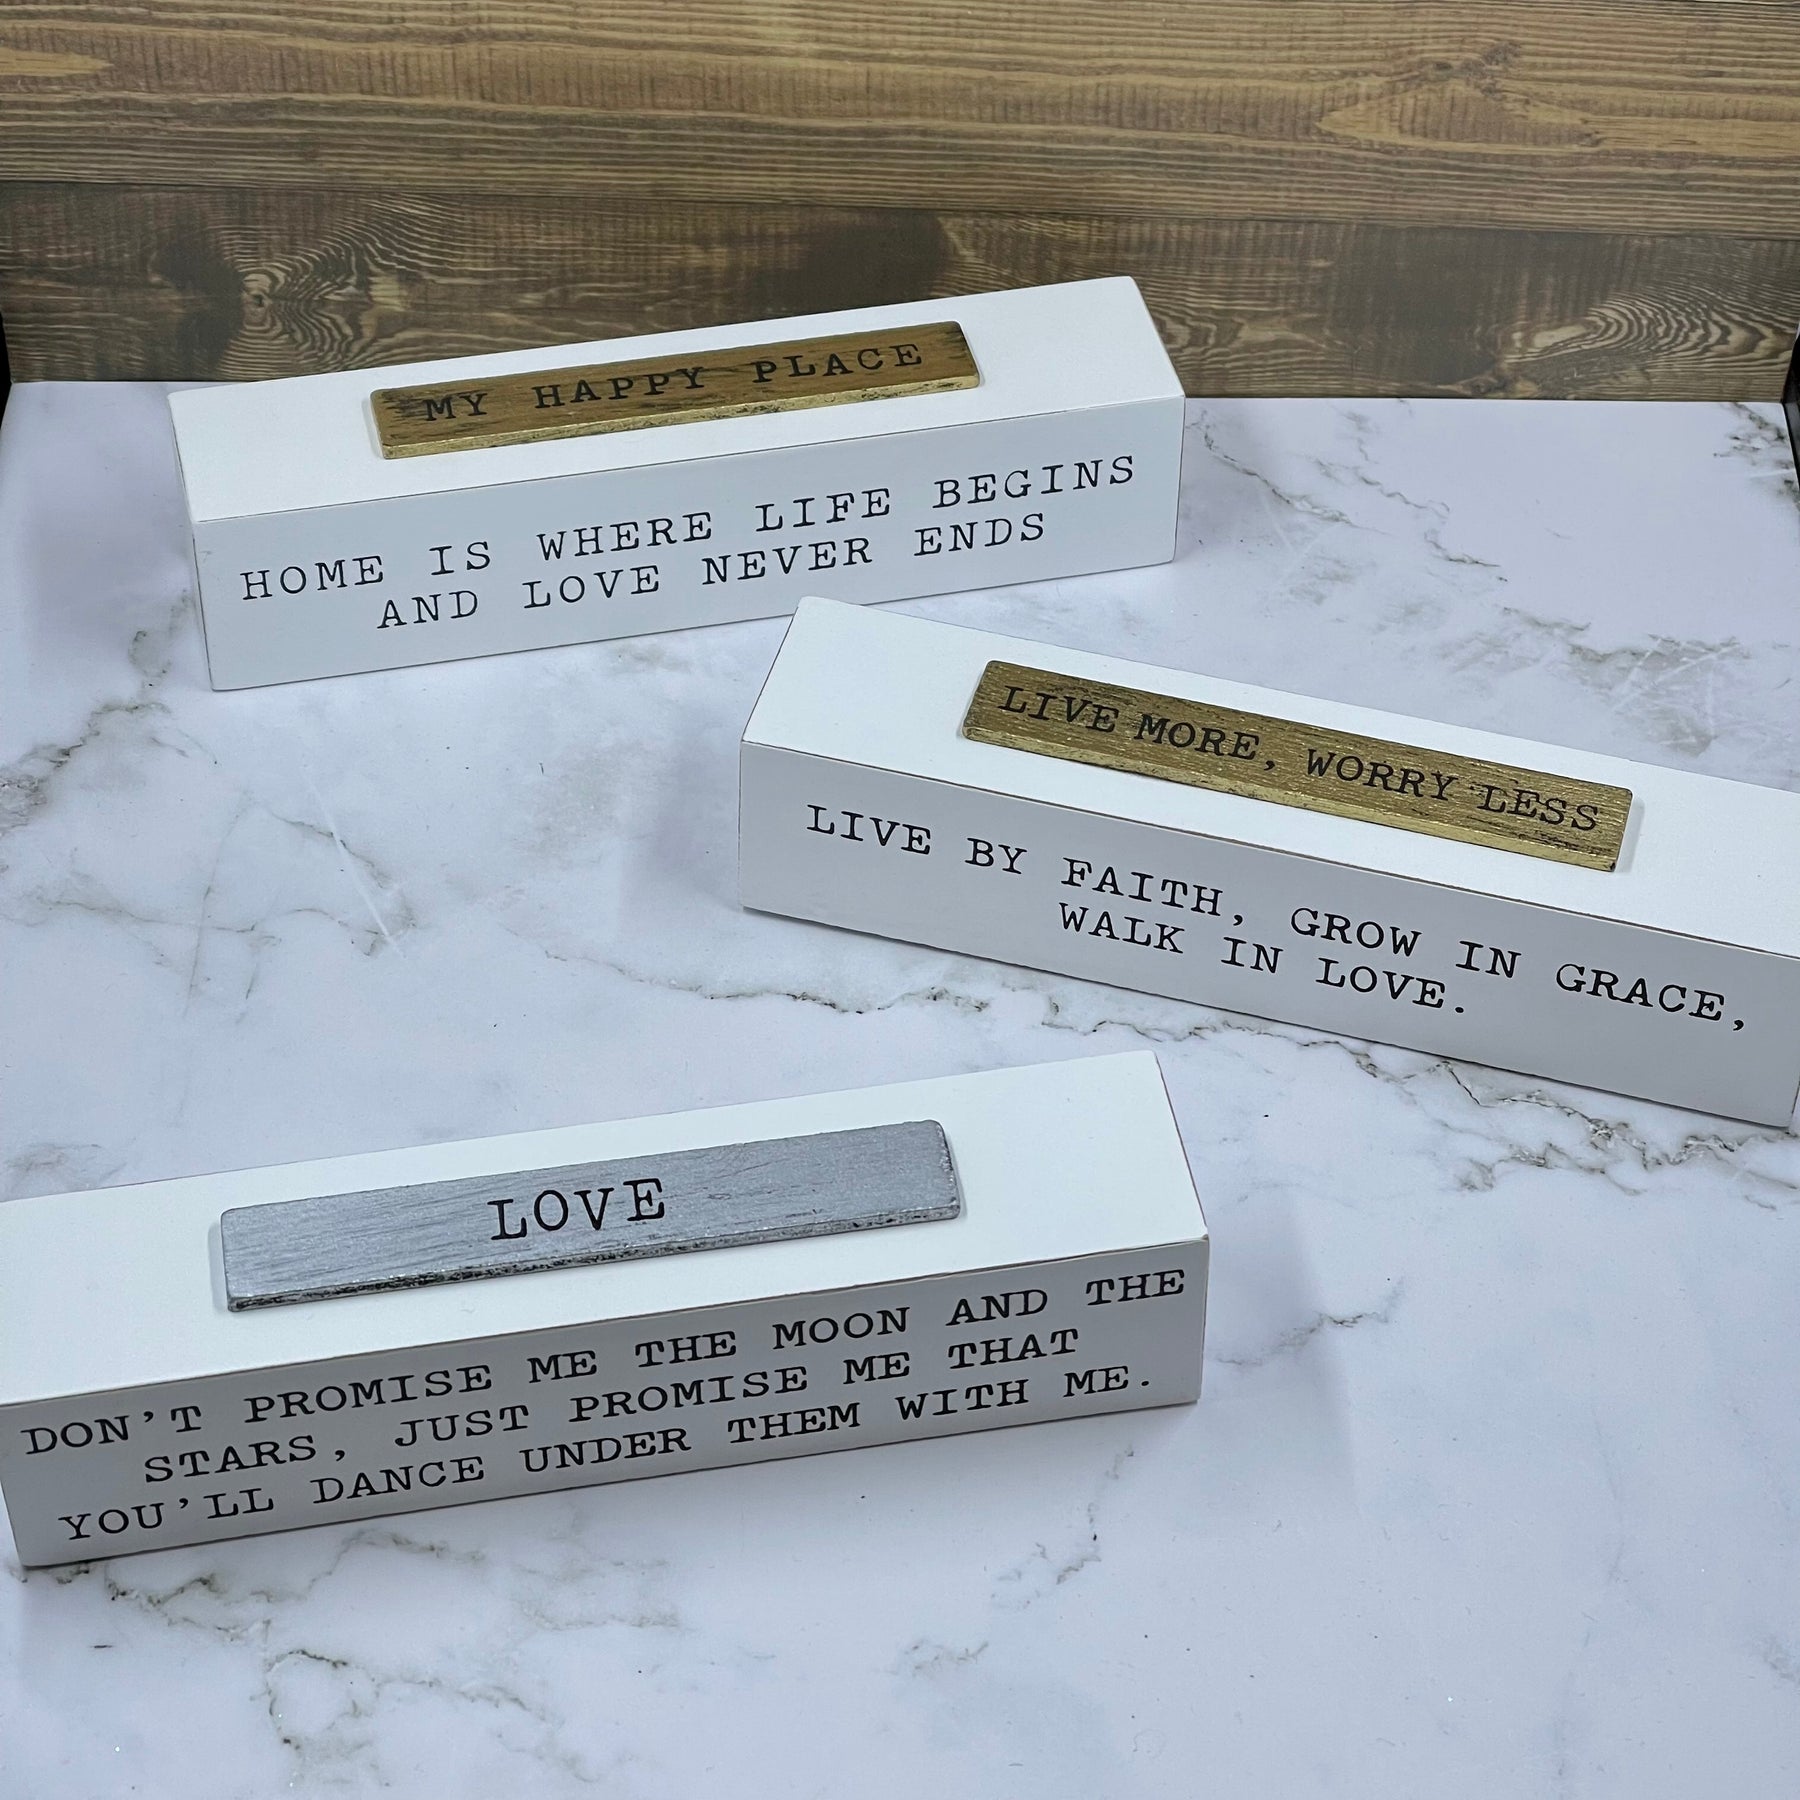 MY HAPPY PLACE
HOME IS WHERE LIFE BEGINS
AND LOVE NEVER ENDS
LIVE MORE, WORRY LESS
LIVE BY FAITH, GROW IN GRACE,
WALK IN LOVE.
LOVE
DON'T PROMISE ME THE MOON AND THE
STARS, JUST PROMISE ME THAT
YOU'LL DANCE UNDER THEM WITH ME.